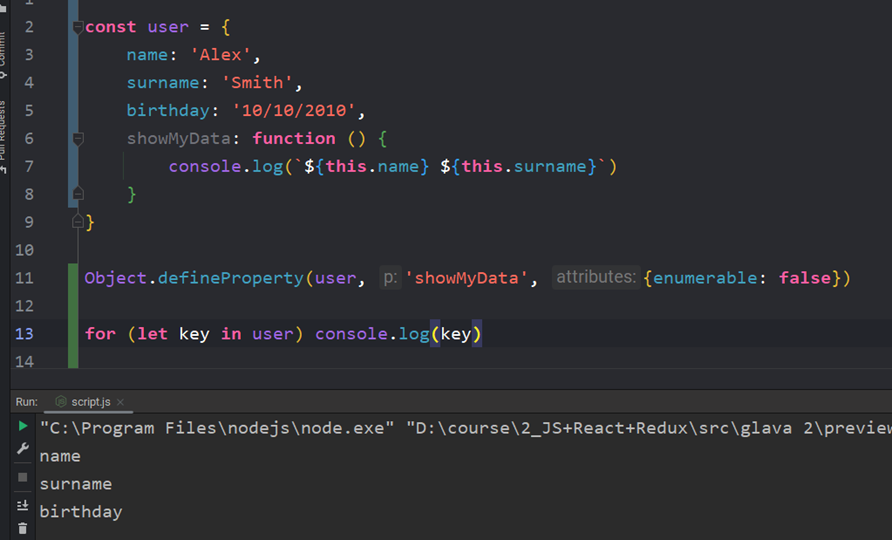 Commit
Pull Requests
1
2 const user = {
3     name: 'Alex',
4     surname: 'Smith',
5     birthday: '10/10/2010',
6     showMyData: function () {
7         console.log(`${this.name} ${this.surname}`)
8     }
9 }
10
11 Object.defineProperty(user, p: 'showMyData', attributes: {enumerable: false})
12
13 for (let key in user) console.log(key)
14
Run: script.js ×
"C:\Program Files\nodejs\node.exe" "D:\course\2_JS+React+Redux\src\glava 2\preview
name
surname
birthday